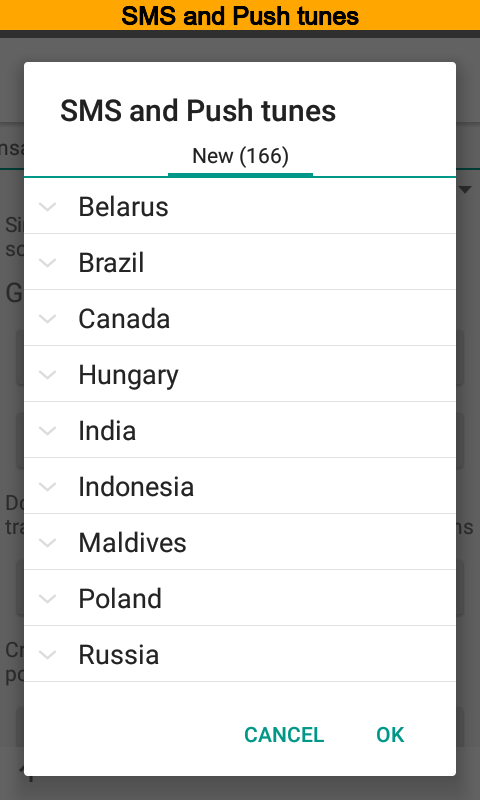 SMS and Push tunes
SMS and Push tunes
New (166)
Belarus
Brazil
Canada
Hungary
India
Indonesia
Maldives
Poland
Russia
CANCEL OK